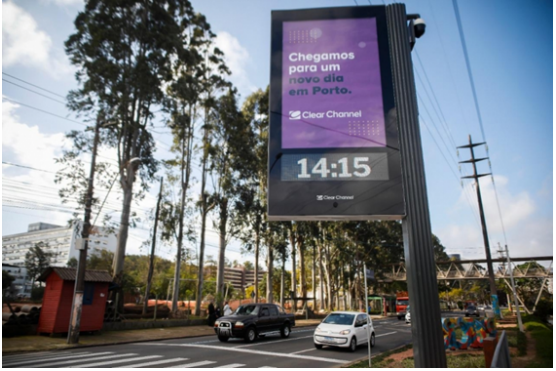 Chegamos
para um
novo dia
em Porto.
Clear Channel
14:15
Clear Channel